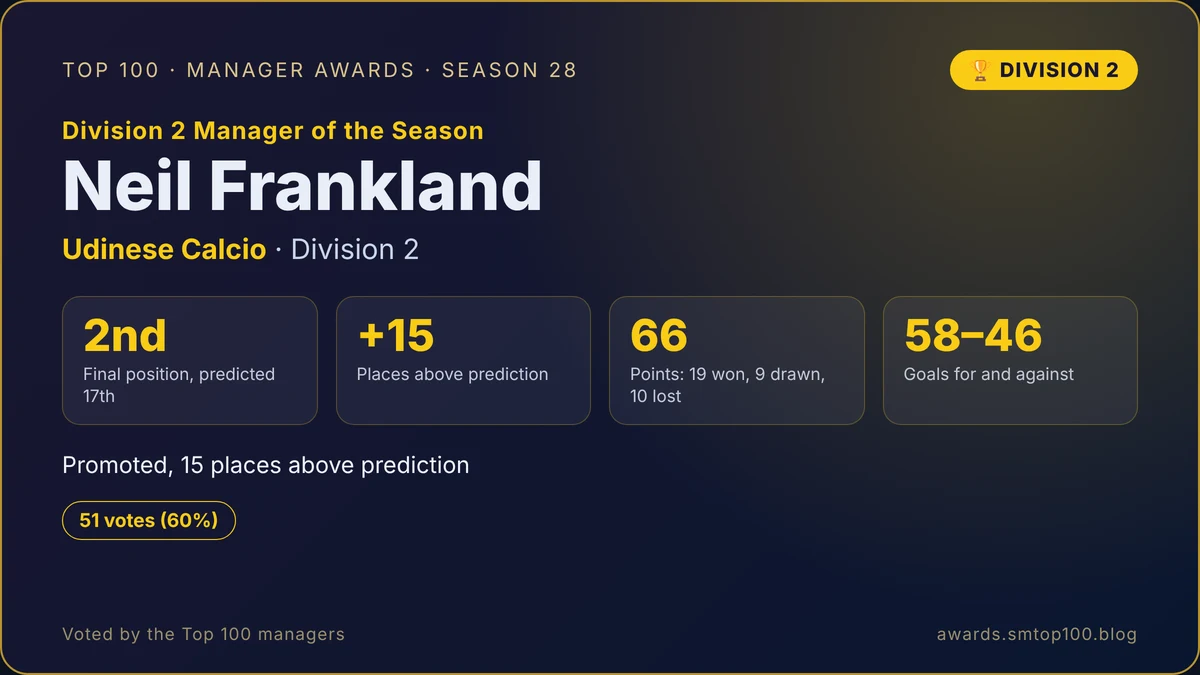 TOP 100 · MANAGER AWARDS · SEASON 28
🏆 DIVISION 2
Division 2 Manager of the Season
Neil Frankland
Udinese Calcio · Division 2
2nd
Final position, predicted
17th
+15
Places above prediction
66
Points: 19 won, 9 drawn,
10 lost
58–46
Goals for and against
Promoted, 15 places above prediction
51 votes (60%)
Voted by the Top 100 managers
awards.smtop100.blog